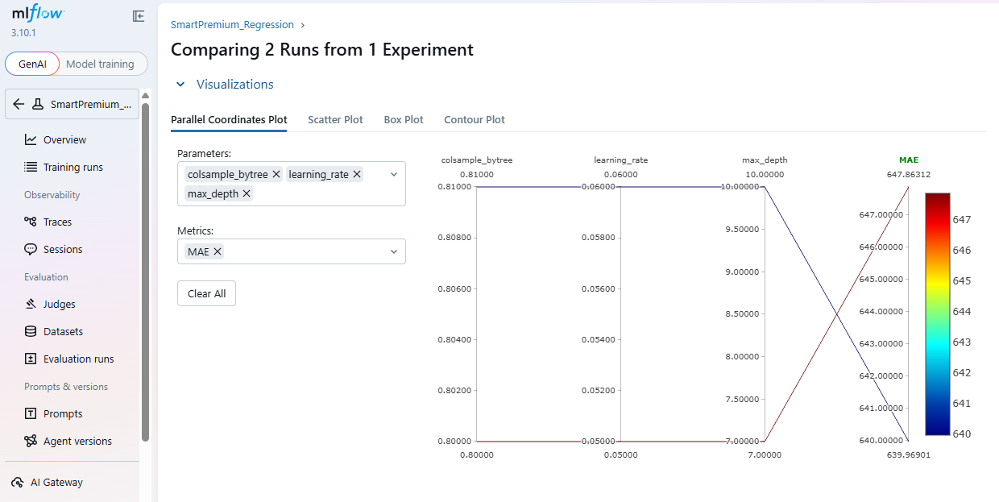 mlflow
3.10.1
GenAI Model training
SmartPremium_...
Overview
Training runs
Observability
Traces
Sessions
Evaluation
Judges
Datasets
Evaluation runs
Prompts & versions
Prompts
Agent versions
AI Gateway
SmartPremium_Regression ›
Comparing 2 Runs from 1 Experiment
Visualizations
Parallel Coordinates Plot Scatter Plot Box Plot Contour Plot
Parameters:
colsample_bytree × learning_rate ×
max_depth ×
Metrics:
MAE ×
Clear All
colsample_bytree
0.81000
0.81000
0.80800
0.80600
0.80400
0.80200
0.80000
0.80000
learning_rate
0.06000
0.06000
0.05800
0.05600
0.05400
0.05200
0.05000
0.05000
max_depth
10.00000
10.00000
9.50000
9.00000
8.50000
8.00000
7.50000
7.00000
7.00000
MAE
647.86312
647.00000
646.00000
645.00000
644.00000
643.00000
642.00000
641.00000
640.00000
639.96901
647
646
645
644
643
642
641
640